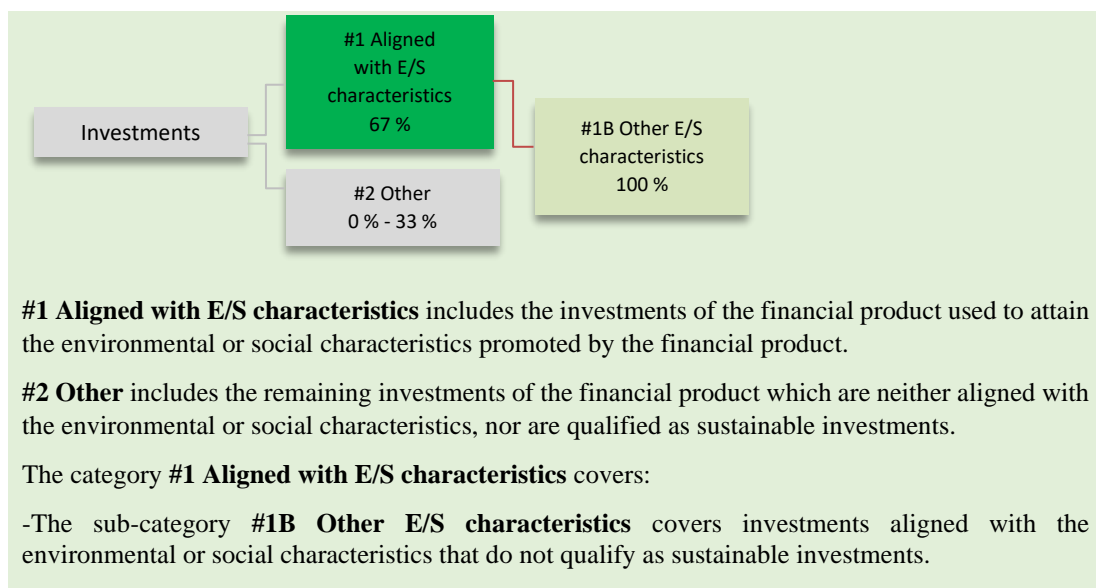 #1 Aligned
with E/S
characteristics
67 %
Investments
#1B Other E/S
characteristics
100 %
#2 Other
0 % - 33 %
#1 Aligned with E/S characteristics includes the investments of the financial product used to attain
the environmental or social characteristics promoted by the financial product.
#2 Other includes the remaining investments of the financial product which are neither aligned with
the environmental or social characteristics, nor are qualified as sustainable investments.
The category #1 Aligned with E/S characteristics covers:
-The sub-category #1B Other E/S characteristics covers investments aligned with the
environmental or social characteristics that do not qualify as sustainable investments.